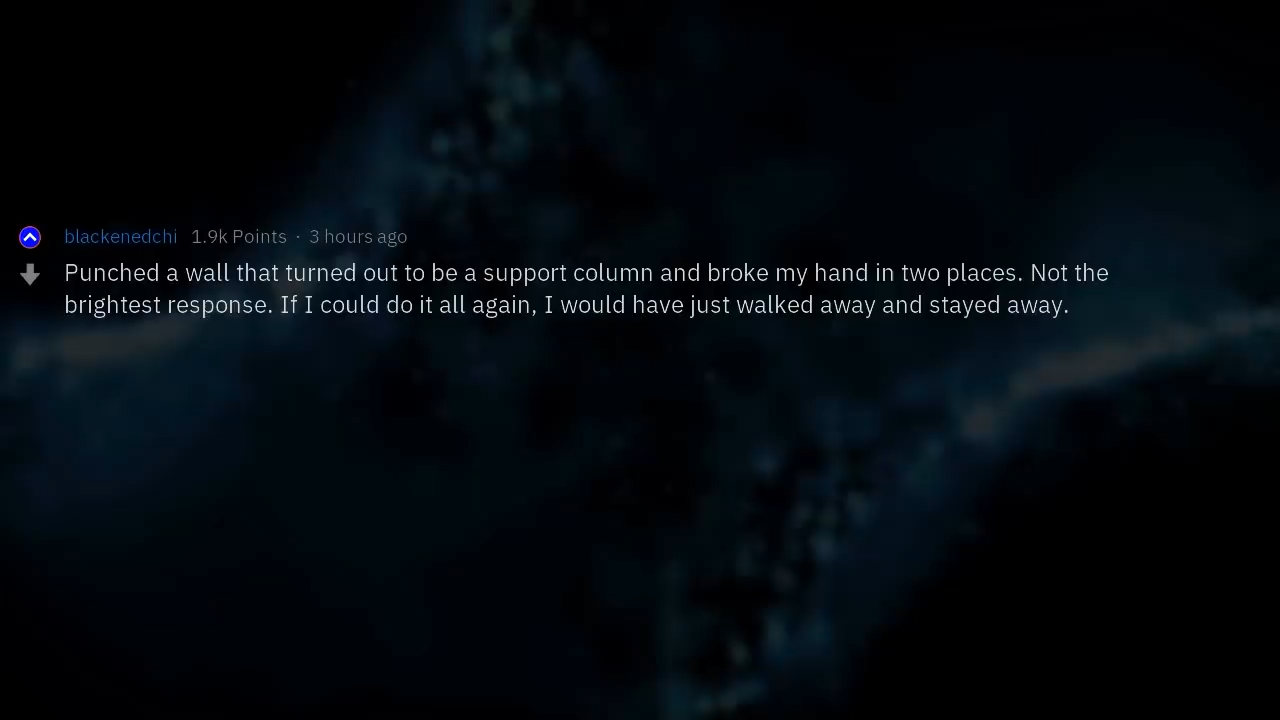 blackenedchi 1.9k Points · 3 hours ago
Punched a wall that turned out to be a support column and broke my hand in two places. Not the
brightest response. If I could do it all again, I would have just walked away and stayed away.